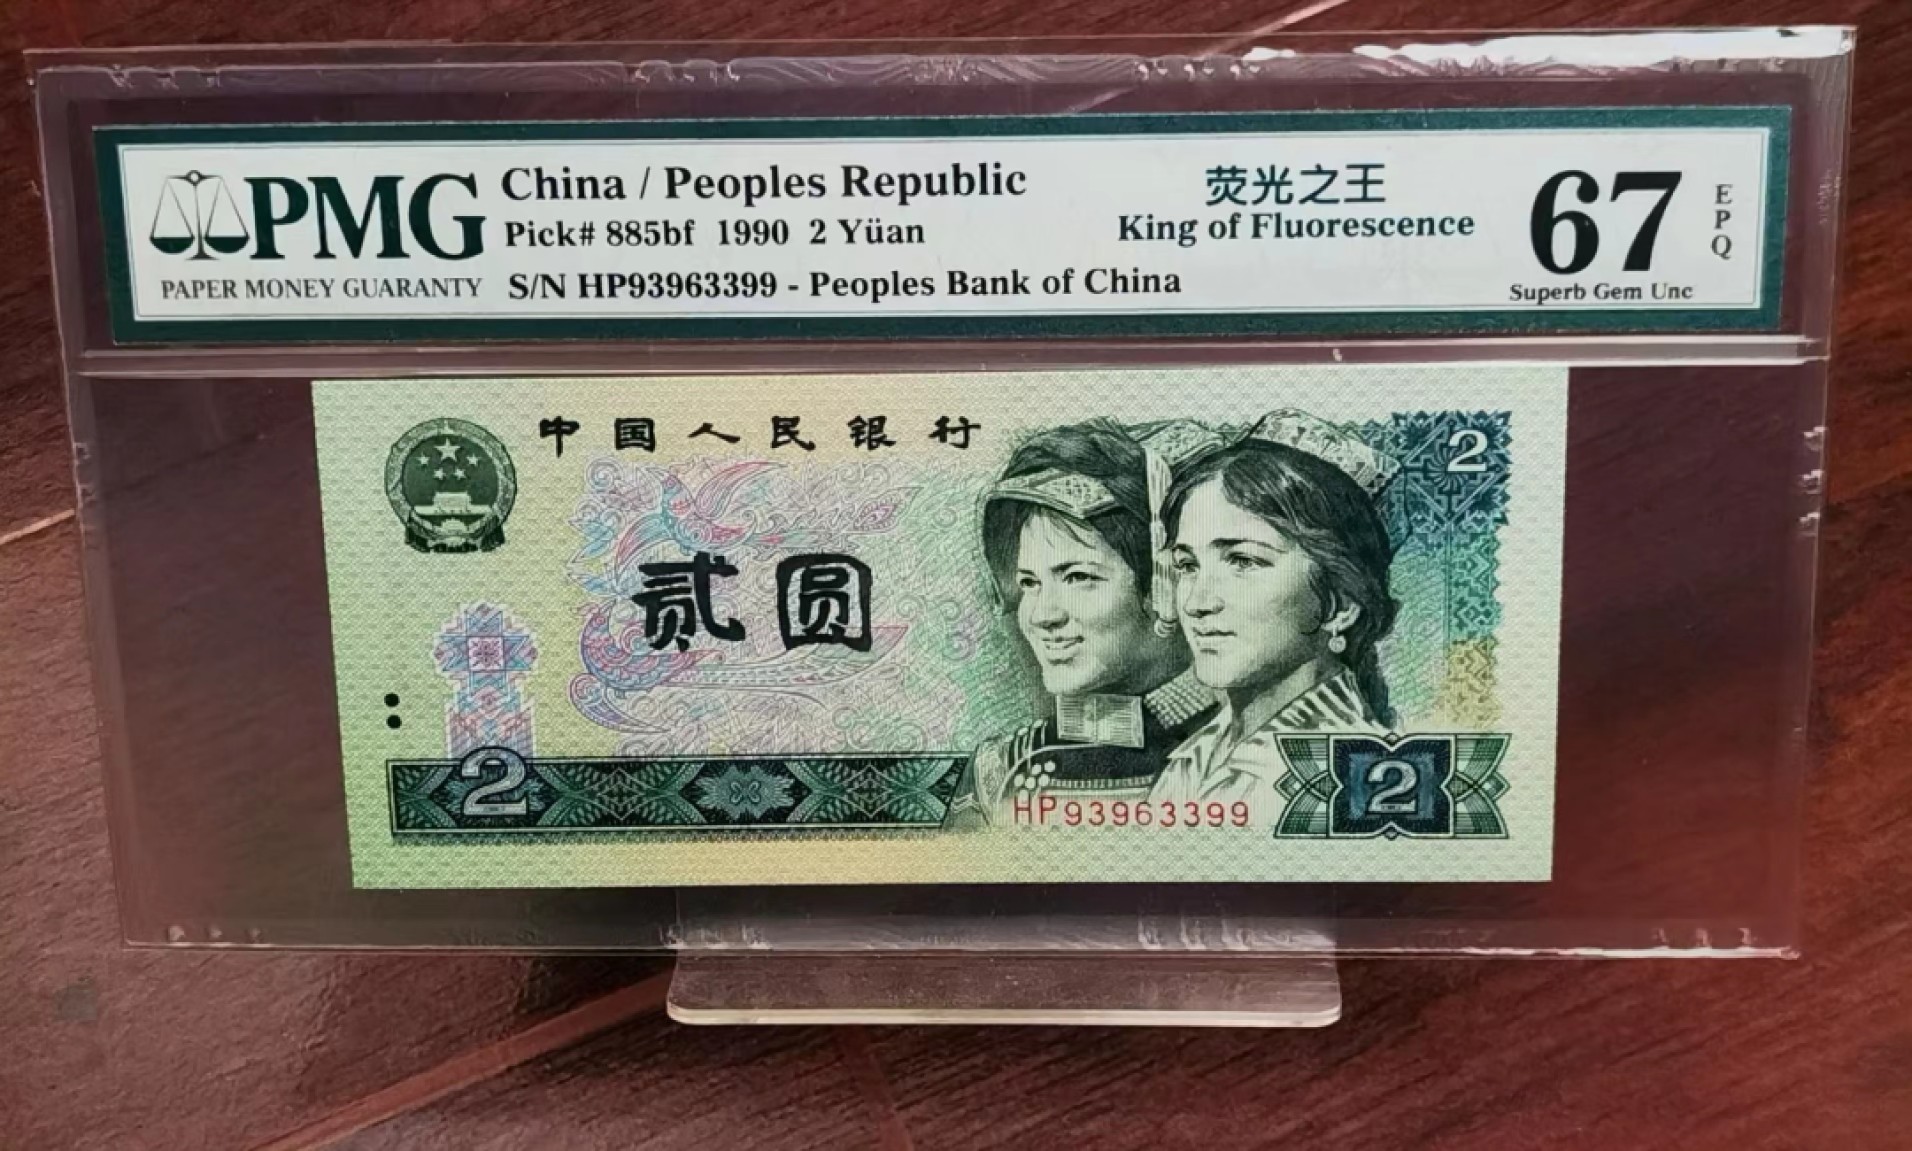 PMG
PAPER MONEY GUARANTY
China / Peoples Republic
Pick# 885bf 1990 2 Yüan
S/N HP93963399 - Peoples Bank of China
荧光之王
King of Fluorescence
67
EPQ
Superb Gem Unc
中国人民银行
2
贰圆
2
HP93963399
2